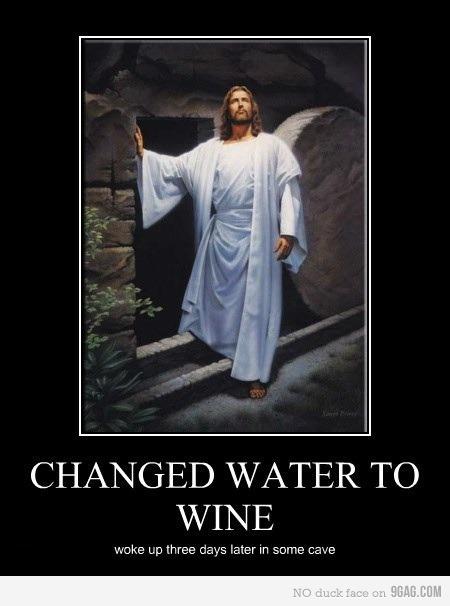 CHANGED WATER TO
WINE
woke up three days later in some cave
NO duck face on 9GAG.COM